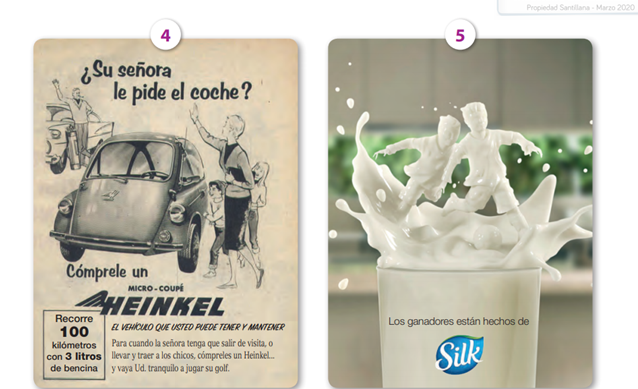 Propiedad Santillana - Marzo 2020
4
5
¿Su señora
le pide el coche?
Cómprele un
MICRO - COUPÉ
HEINKEL
EL VEHÍCULO QUE USTED PUEDE TENER Y MANTENER
Recorre
100
kilómetros
con 3 litros
de bencina
Para cuando la señora tenga que salir de visita, o
llevar y traer a los chicos, cómpreles un Heinkel...
y vaya Ud. tranquilo a jugar su golf.
Los ganadores están hechos de
Silk